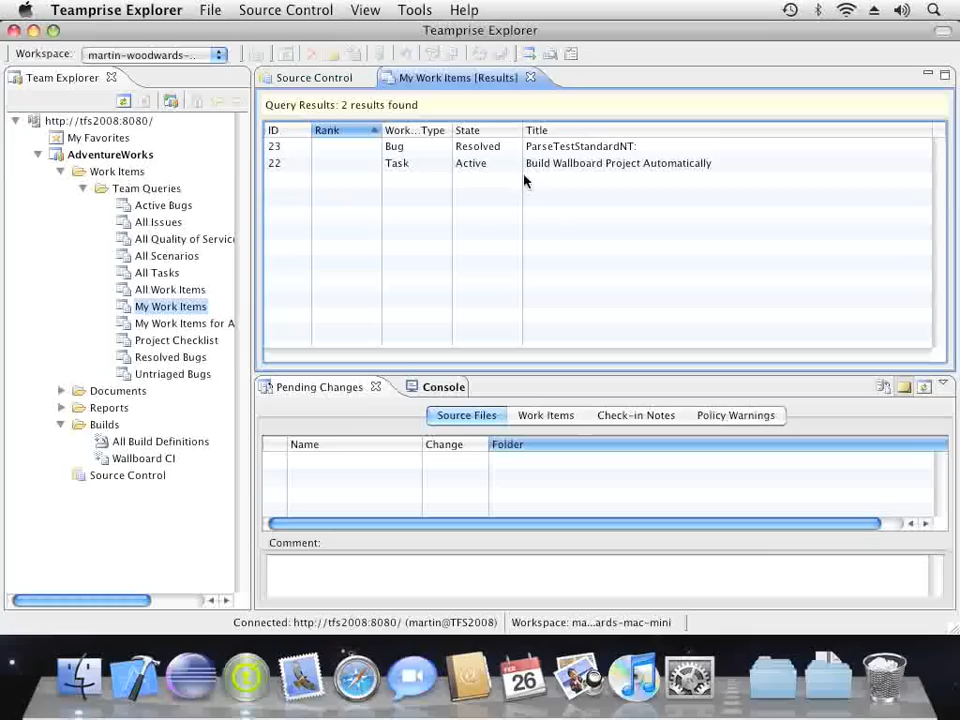 Teamprise Explorer File Source Control View Tools Help
Teamprise Explorer
Workspace: martin-woodwards-..
Team Explorer
http://tfs2008:8080/
My Favorites
AdventureWorks
Work Items
Team Queries
Active Bugs
All Issues
All Quality of Servic
All Scenarios
All Tasks
All Work Items
My Work Items
My Work Items for A
Project Checklist
Resolved Bugs
Untriaged Bugs
Documents
Reports
Builds
All Build Definitions
Wallboard CI
Source Control
Source Control My Work Items [Results]
Query Results: 2 results found
ID Rank Work...Type State Title
23 Bug Resolved ParseTestStandardNT:
22 Task Active Build Wallboard Project Automatically
Pending Changes Console
Source Files Work Items Check-in Notes Policy Warnings
Name Change Folder
Comment:
Connected: http://tfs2008:8080/ (martin@TFS2008) Workspace: ma...ards-mac-mini
FEB
26